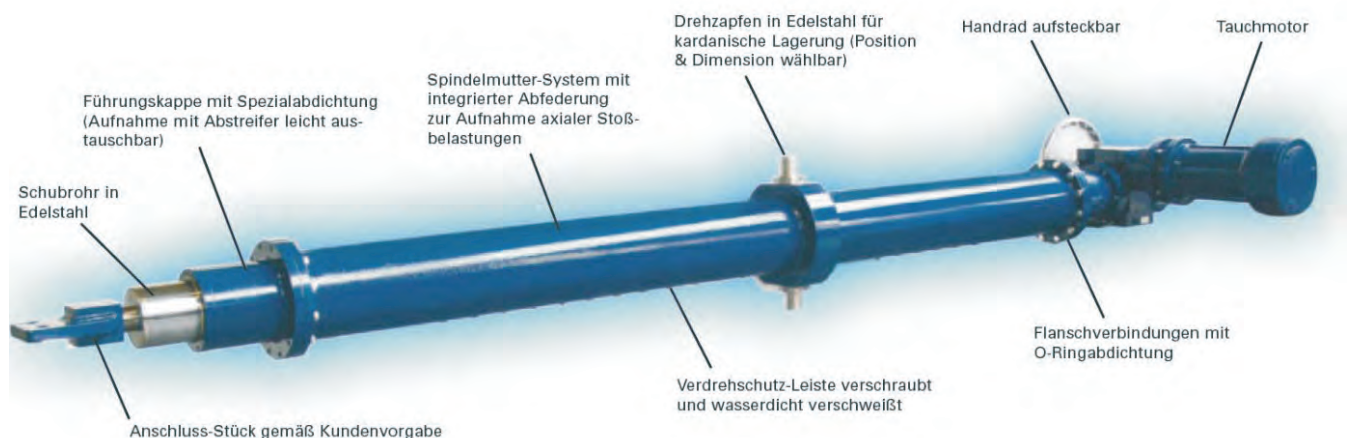 Drehzapfen in Edelstahl für
kardanische Lagerung (Position
& Dimension wählbar)
Handrad aufsteckbar
Tauchmotor
Spindelmutter-System mit
integrierter Abfederung
zur Aufnahme axialer Stoß-
belastungen
Führungskappe mit Spezialabdichtung
(Aufnahme mit Abstreifer leicht aus-
tauschbar)
Schubrohr in
Edelstahl
Flanschverbindungen mit
O-Ringabdichtung
Verdrehschutz-Leiste verschraubt
und wasserdicht verschweißt
Anschluss-Stück gemäß Kundenvorgabe